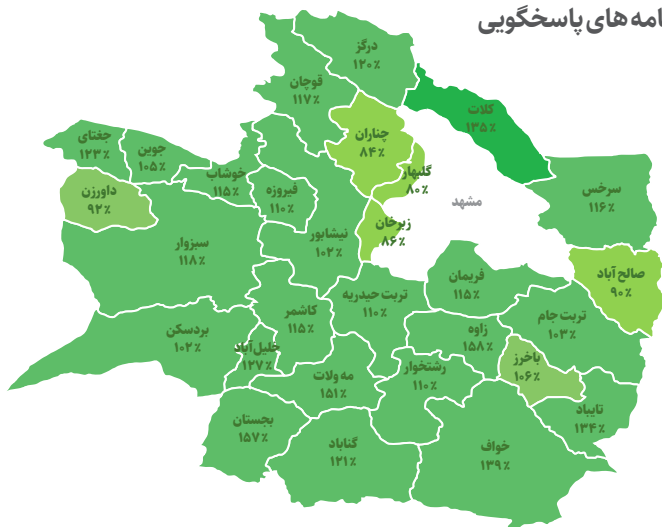 نامه های پاسخگویی
درگز
۱۲۰٪
قوچان
۱۱۷٪
کلات
۱۳۵٪
چناران
۸۴٪
جغتای
۱۲۳٪
جوین
۱۰۵٪
خوشاب
۱۱۵٪
فیروزه
۱۱۰٪
گلبهار
۸۰٪
مشهد
سرخس
۱۱۶٪
داورزن
۹۲٪
سبزوار
۱۱۸٪
نیشابور
۱۰۲٪
زبرخان
۸۶٪
صالح آباد
۹۰٪
فریمان
۱۱۵٪
تربت حیدریه
۱۱۰٪
تربت جام
۱۰۳٪
کاشمر
۱۱۵٪
بردسکن
۱۰۲٪
خلیل آباد
۱۲۷٪
زاوه
۱۵۸٪
باخرز
۱۰۶٪
رشتخوار
۱۱۰٪
مه ولات
۱۵۱٪
تایباد
۱۳۴٪
بجستان
۱۵۷٪
گناباد
۱۲۱٪
خواف
۱۳۹٪